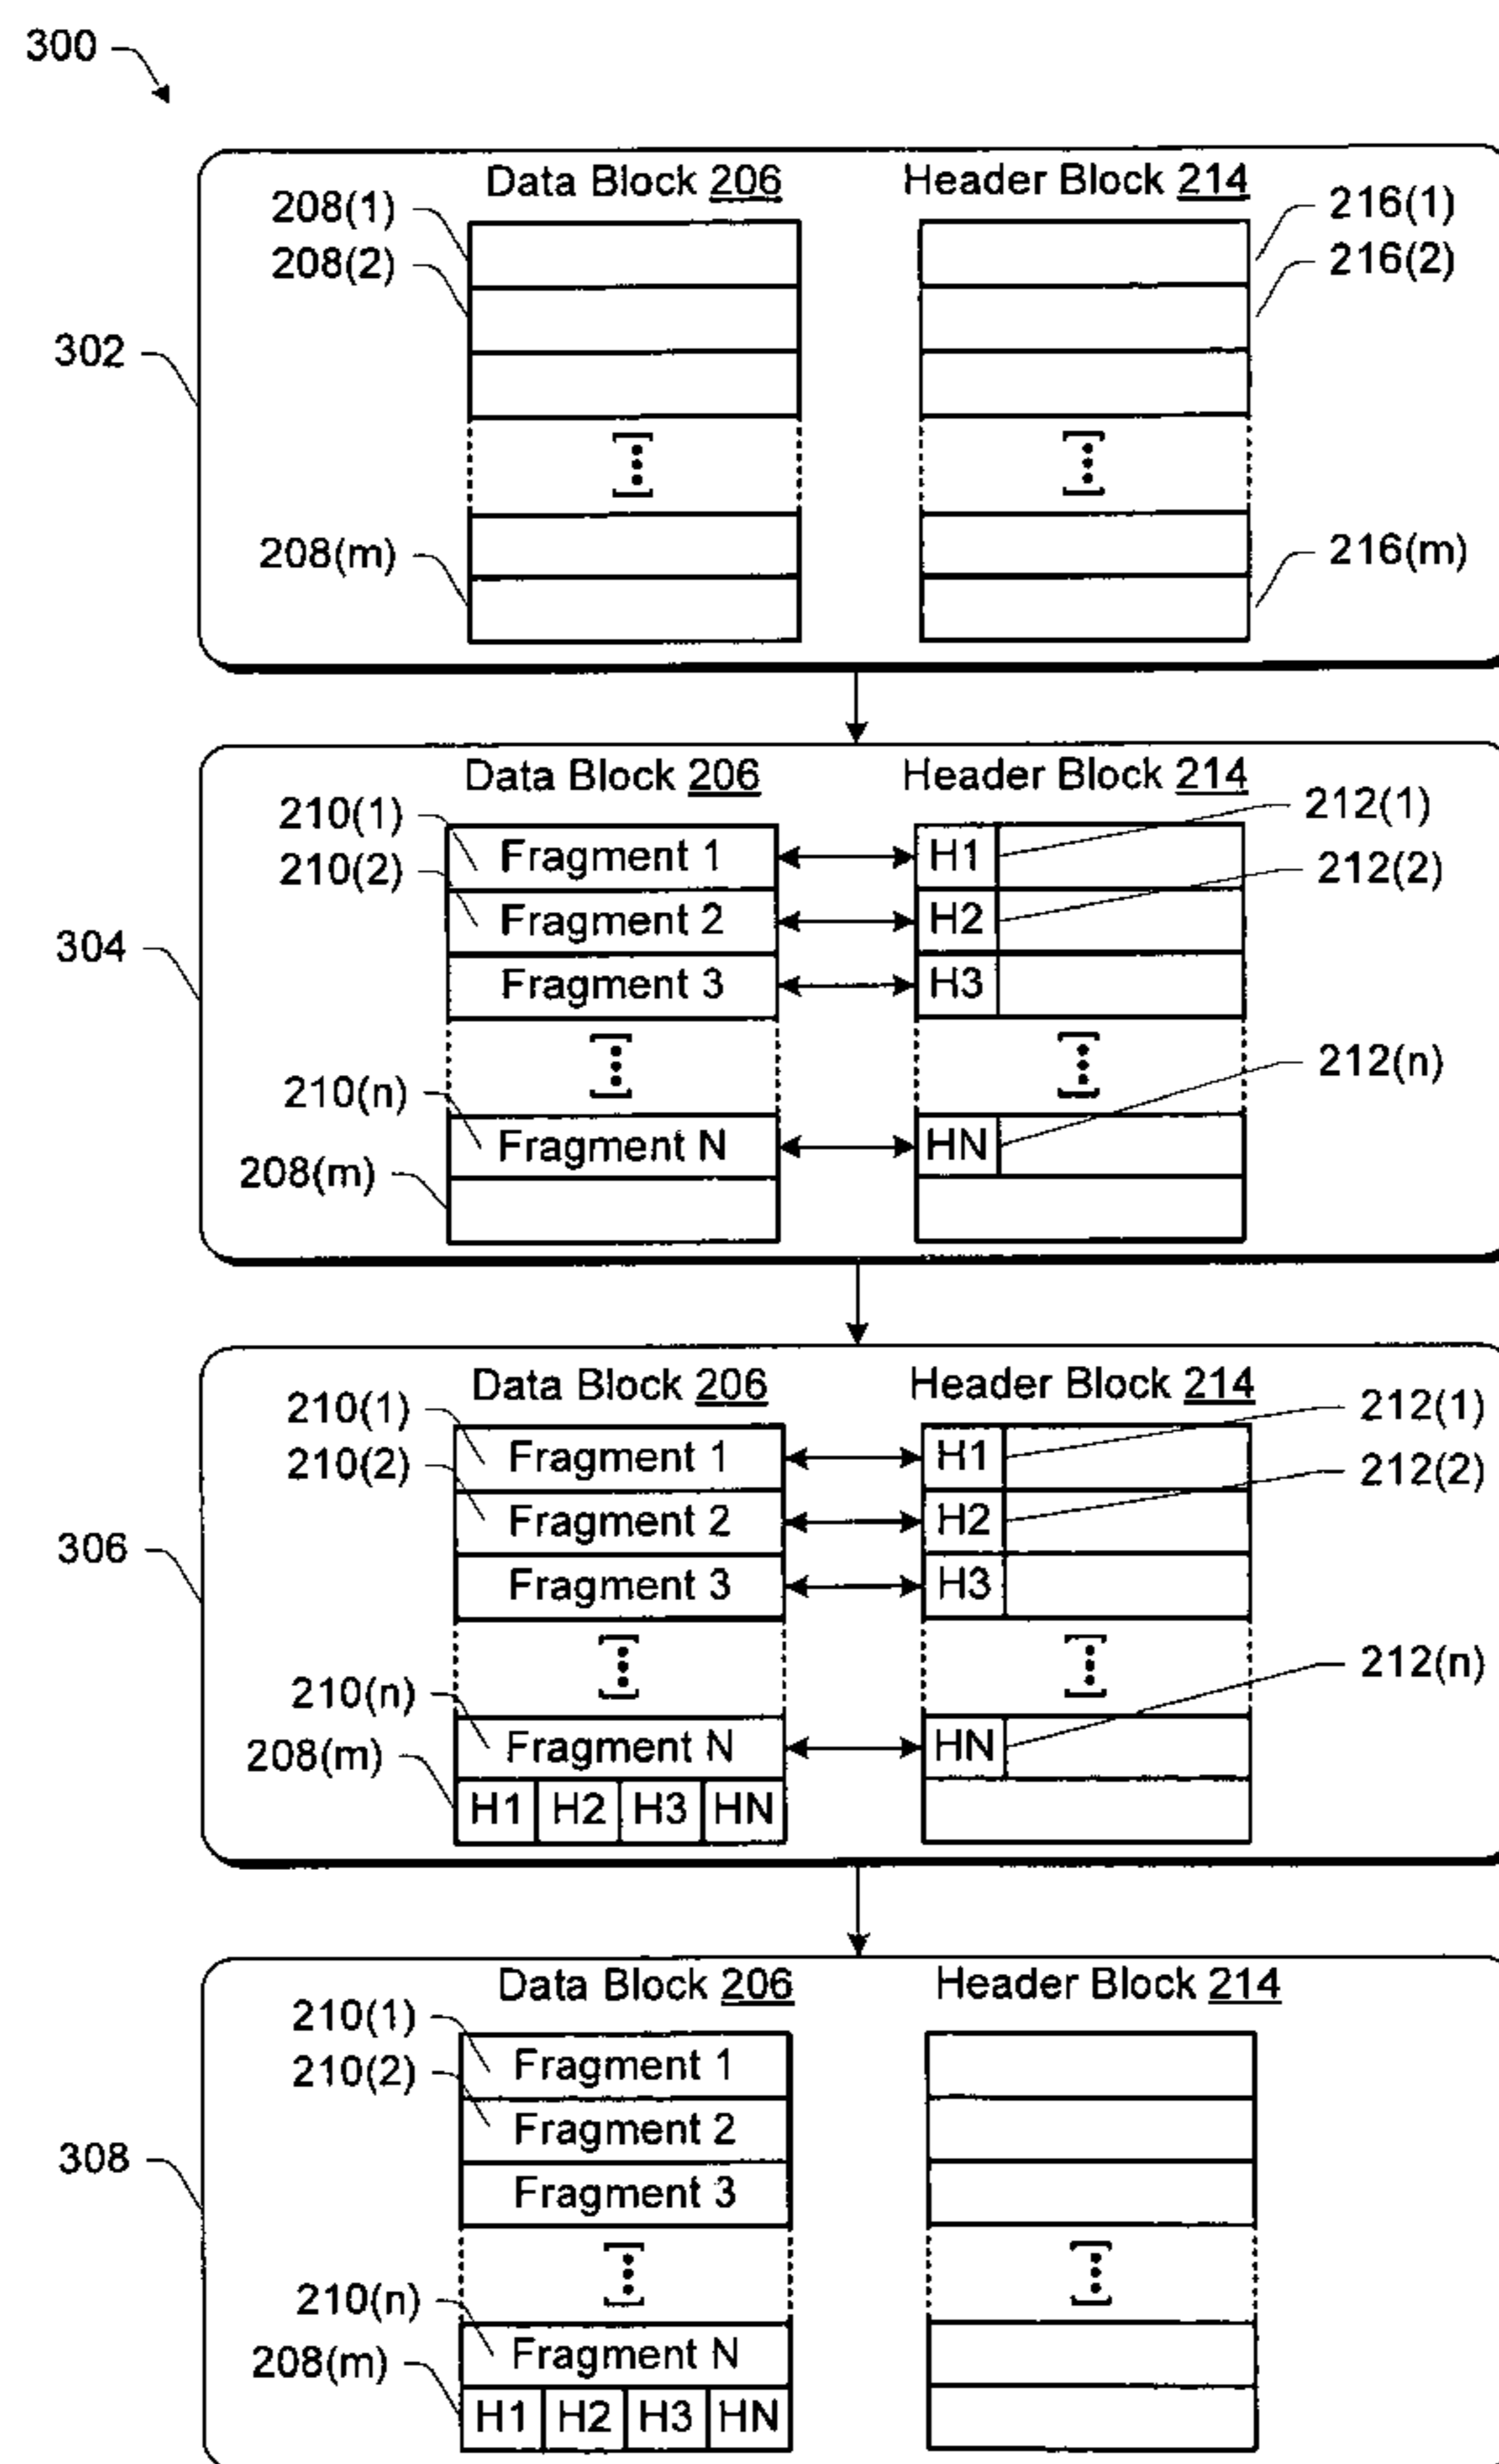 300
Data Block 206 Header Block 214
208(1) 216(1)
208(2) 216(2)
302
[...] [...]
208(m) 216(m)
Data Block 206 Header Block 214
210(1) Fragment 1 H1 212(1)
210(2) Fragment 2 H2 212(2)
304 Fragment 3 H3
[...] [...]
210(n) Fragment N HN 212(n)
208(m)
Data Block 206 Header Block 214
210(1) Fragment 1 H1 212(1)
210(2) Fragment 2 H2 212(2)
306 Fragment 3 H3
[...] [...]
210(n) Fragment N HN 212(n)
208(m) H1 H2 H3 HN
Data Block 206 Header Block 214
210(1) Fragment 1
210(2) Fragment 2
308 Fragment 3
[...] [...]
210(n) Fragment N
208(m) H1 H2 H3 HN